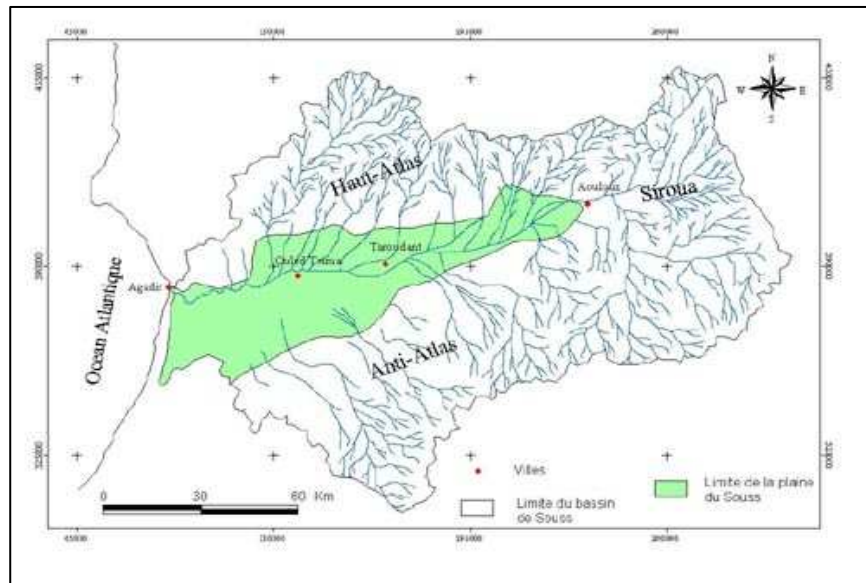 N
W
E
S
Haut-Atlas
Siroua
Aoulouz
Taroudant
Ouled Teima
Agadir
Océan Atlantique
Anti-Atlas
Villes
Limite du bassin
de Souss
Limite de la plaine
du Souss
0 30 60 Km